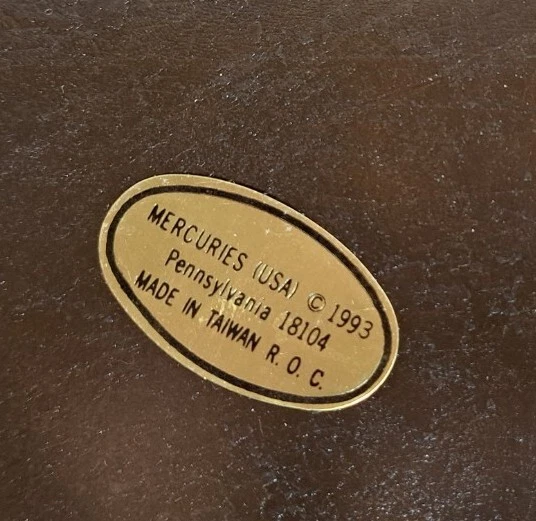 MERCURIES (USA) © 1993
Pennsylvania 18104
MADE IN TAIWAN R. O. C.